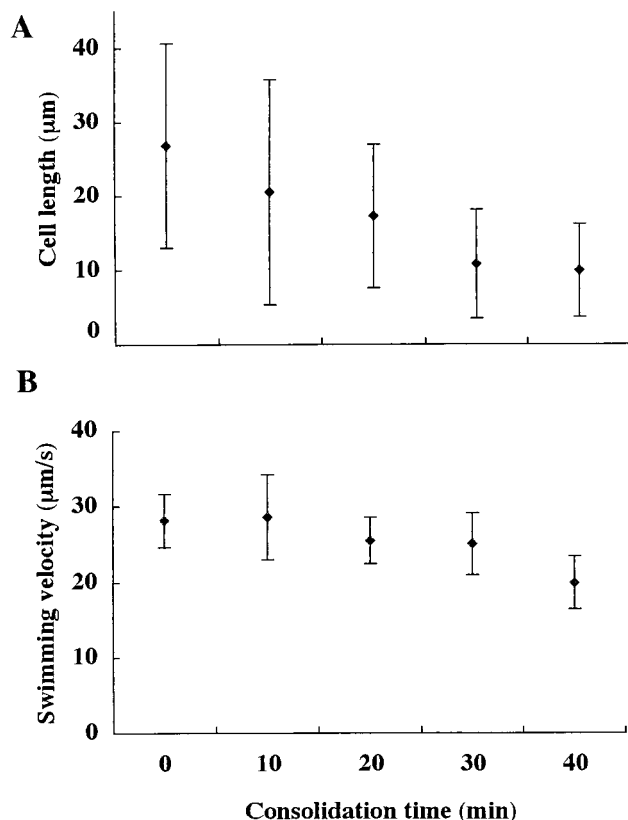 A
Cell length (μm)
40
30
20
10
0
B
Swimming velocity (μm/s)
40
30
20
10
0
0 10 20 30 40
Consolidation time (min)